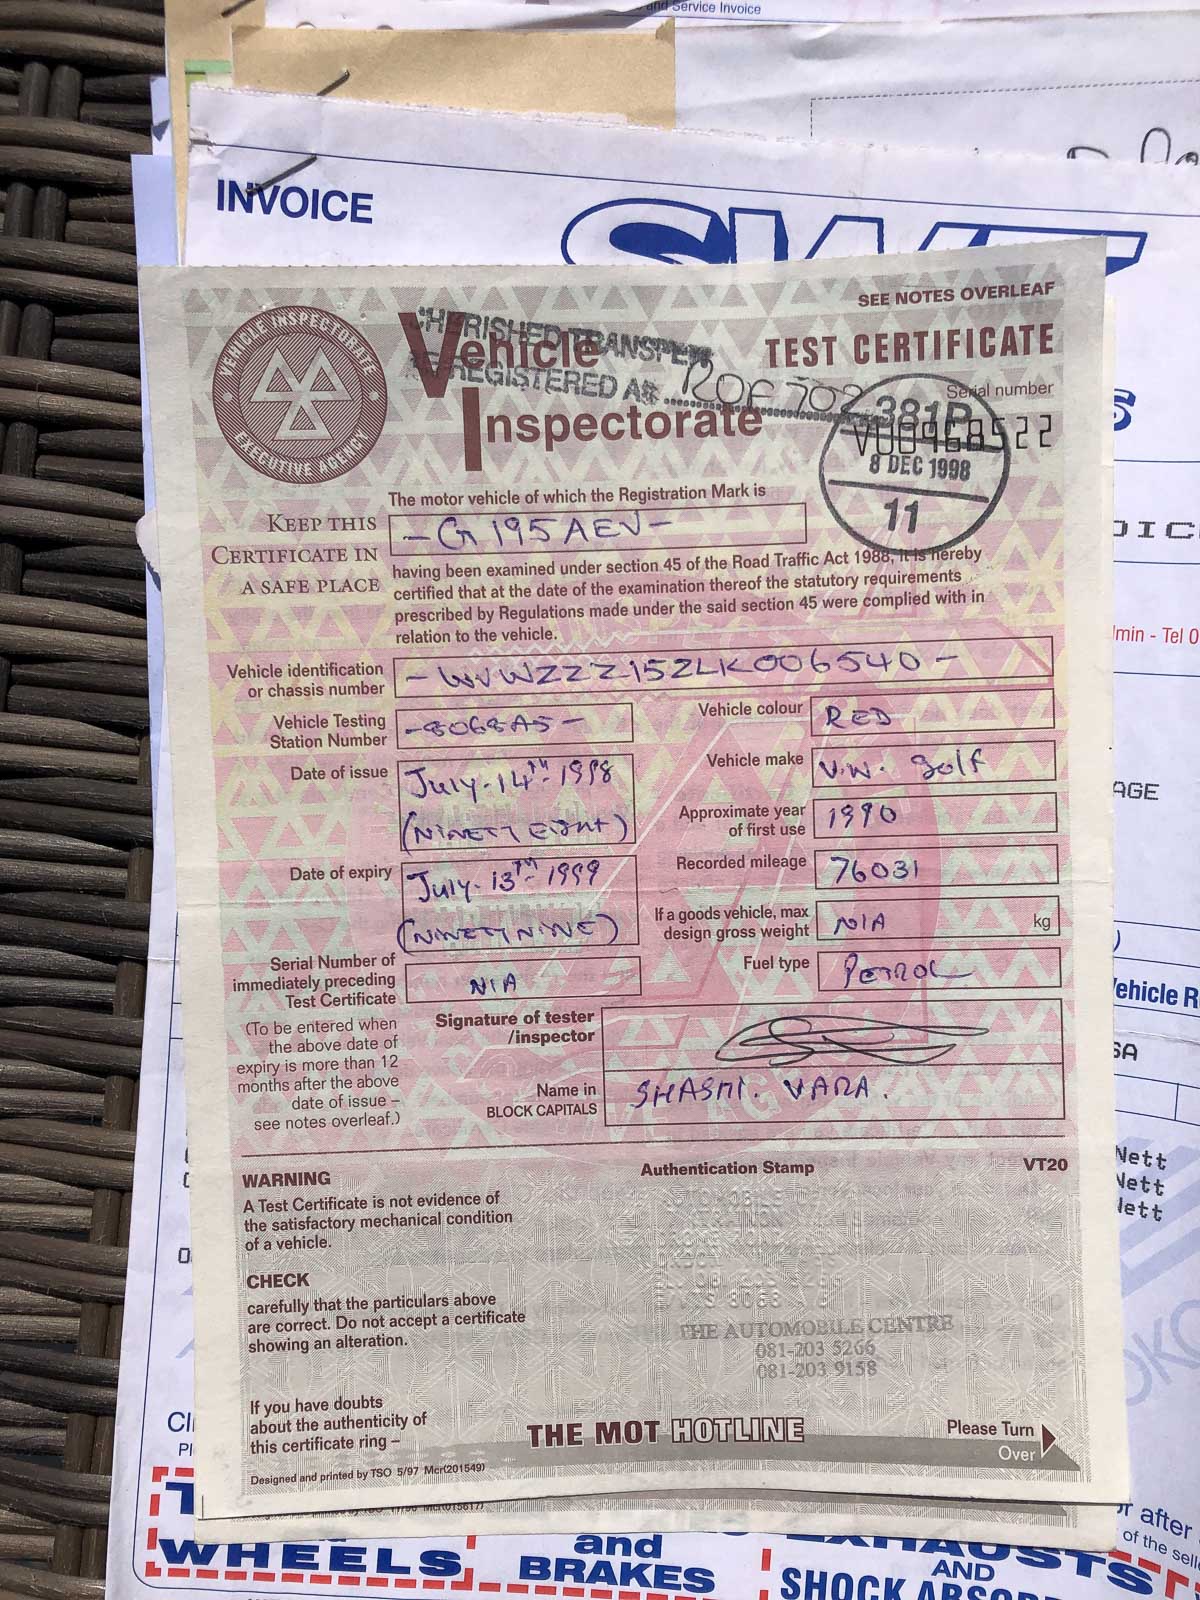 and Service Invoice
INVOICE
SEE NOTES OVERLEAF
VEHICLE INSPECTORATE
EXECUTIVE AGENCY
Vehicle
Inspectorate
CHERISHED TRANSFER
REGISTERED AS
TEST CERTIFICATE
Serial number
381P
8 DEC 1998
11
KEEP THIS
CERTIFICATE IN
A SAFE PLACE
The motor vehicle of which the Registration Mark is
- G195AEV -
having been examined under section 45 of the Road Traffic Act 1988, it is hereby
certified that at the date of the examination thereof the statutory requirements
prescribed by Regulations made under the said section 45 were complied with in
relation to the vehicle.
Vehicle identification
or chassis number
- WVWZZZ15ZLK006540 -
Vehicle Testing
Station Number
- 8068A5 -
Vehicle colour
RED
Date of issue
July. 14TH. 1998
(NINETY EIGHT)
Vehicle make
V.W. Golf
Approximate year
of first use
1990
Date of expiry
July. 13TH. 1999
(NINETY NINE)
Recorded mileage
76031
If a goods vehicle, max
design gross weight
N/A
kg
Serial Number of
immediately preceding
Test Certificate
N/A
Fuel type
PETROL
(To be entered when
the above date of
expiry is more than 12
months after the above
date of issue –
see notes overleaf.)
Signature of tester
/inspector
Name in
BLOCK CAPITALS
SHASHI. VARA.
WARNING
A Test Certificate is not evidence of
the satisfactory mechanical condition
of a vehicle.
Authentication Stamp
VT20
CHECK
carefully that the particulars above
are correct. Do not accept a certificate
showing an alteration.
THE AUTOMOBILE CENTRE
081-203 5266
081-203 9158
If you have doubts
about the authenticity of
this certificate ring –
THE MOT HOTLINE
Please Turn
Over
Designed and printed by TSO 5/97 Mcr(201549)
Nett
Nett
Nett
or after
of the selle
WHEELS
and
BRAKES
EXHAUSTS
AND
SHOCK ABSOR